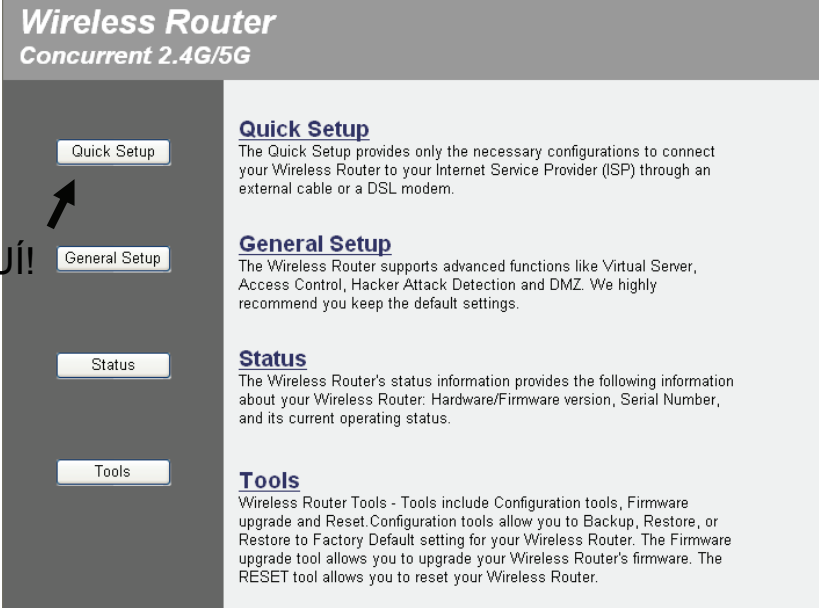 Wireless Router
Concurrent 2.4G/5G
Quick Setup
Quick Setup
The Quick Setup provides only the necessary configurations to connect
your Wireless Router to your Internet Service Provider (ISP) through an
external cable or a DSL modem.
UÍ!
General Setup
General Setup
The Wireless Router supports advanced functions like Virtual Server,
Access Control, Hacker Attack Detection and DMZ. We highly
recommend you keep the default settings.
Status
Status
The Wireless Router's status information provides the following information
about your Wireless Router: Hardware/Firmware version, Serial Number,
and its current operating status.
Tools
Tools
Wireless Router Tools - Tools include Configuration tools, Firmware
upgrade and Reset.Configuration tools allow you to Backup, Restore, or
Restore to Factory Default setting for your Wireless Router. The Firmware
upgrade tool allows you to upgrade your Wireless Router's firmware. The
RESET tool allows you to reset your Wireless Router.